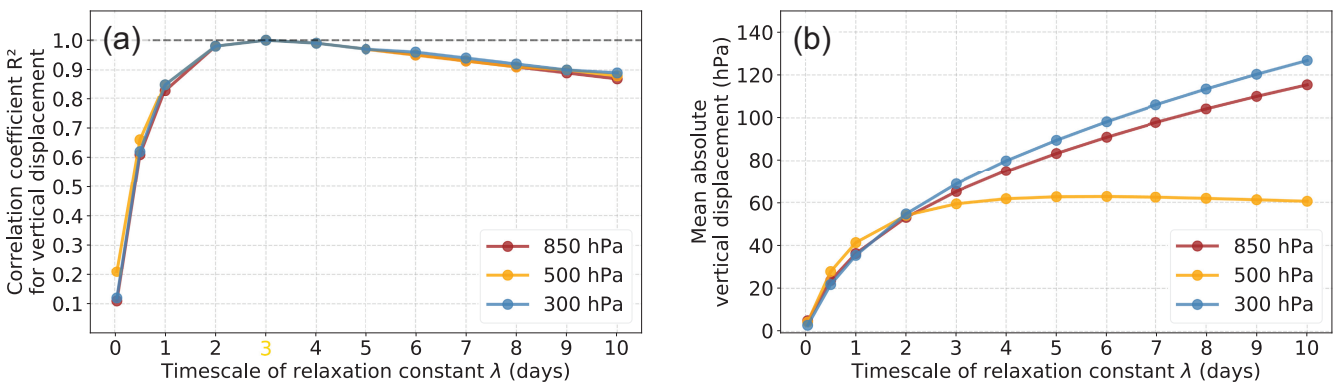 (a)
Correlation coefficient R²
for vertical displacement
1.0
0.9
0.8
0.7
0.6
0.5
0.4
0.3
0.2
0.1
850 hPa
500 hPa
300 hPa
0 1 2 3 4 5 6 7 8 9 10
Timescale of relaxation constant λ (days)
(b)
Mean absolute
vertical displacement (hPa)
140
120
100
80
60
40
20
0
850 hPa
500 hPa
300 hPa
0 1 2 3 4 5 6 7 8 9 10
Timescale of relaxation constant λ (days)